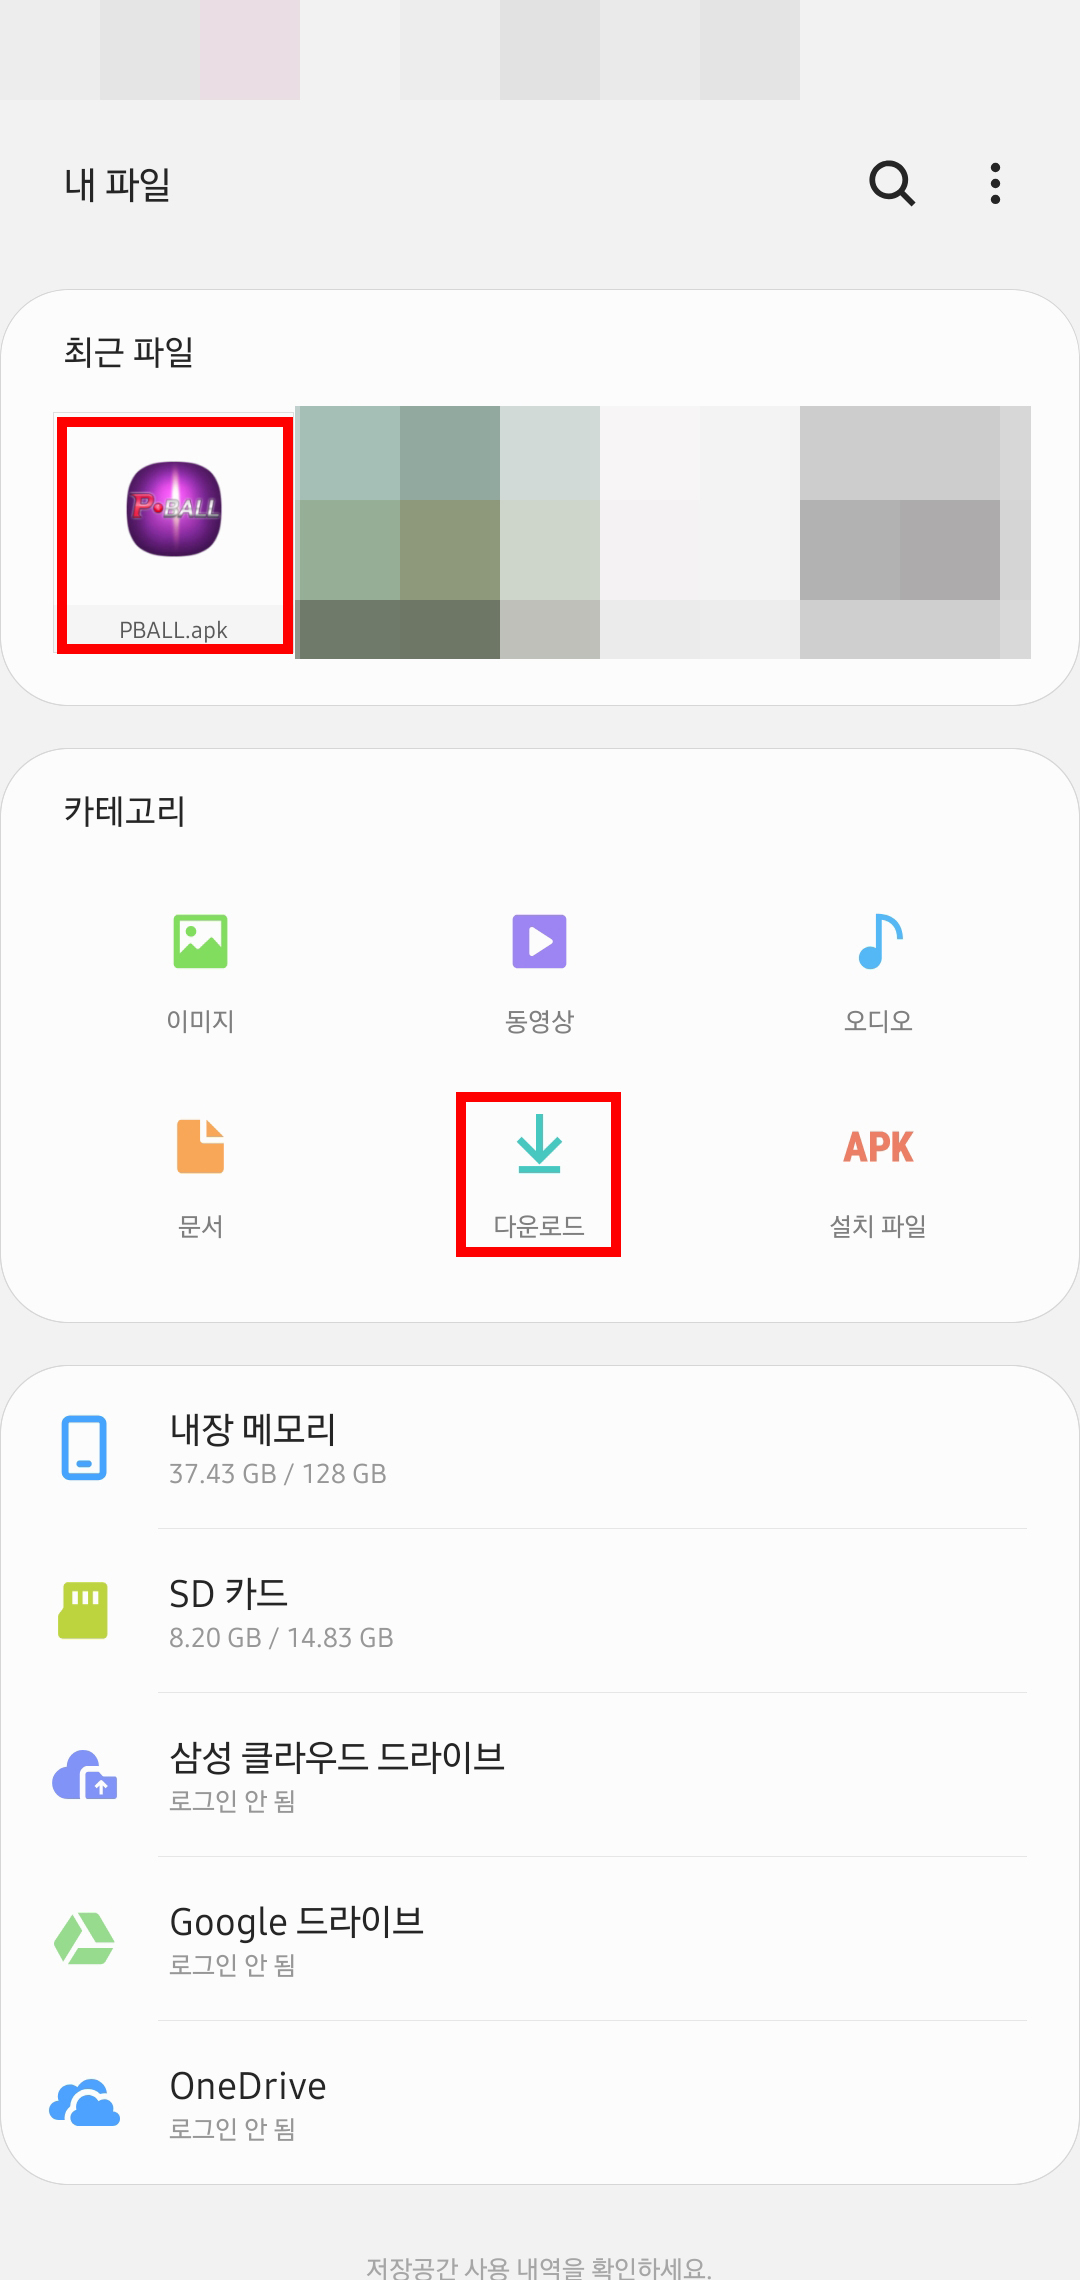 내 파일
최근 파일
P•BALL
PBALL.apk
카테고리
이미지
동영상
오디오
문서
다운로드
APK
설치 파일
내장 메모리
37.43 GB / 128 GB
SD 카드
8.20 GB / 14.83 GB
삼성 클라우드 드라이브
로그인 안 됨
Google 드라이브
로그인 안 됨
OneDrive
로그인 안 됨
저장공간 사용 내역을 확인하세요.